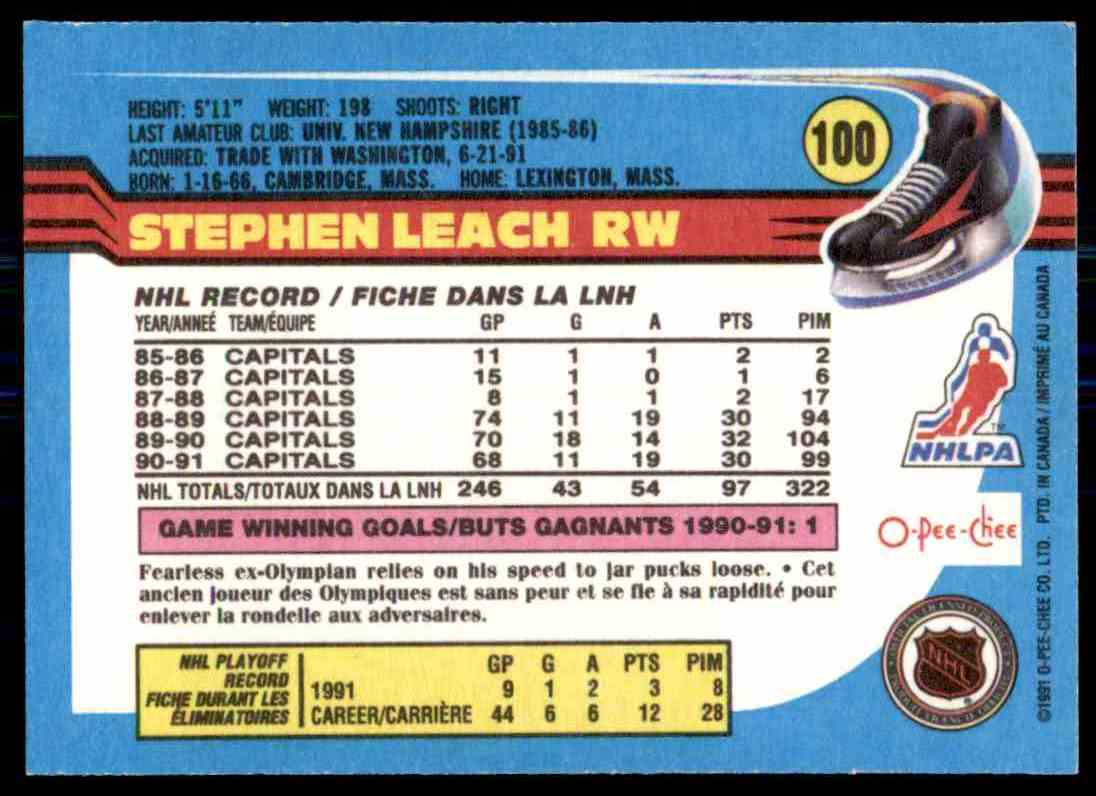 HEIGHT: 5'11" WEIGHT: 198 SHOOTS: RIGHT
LAST AMATEUR CLUB: UNIV. NEW HAMPSHIRE (1985-86)
ACQUIRED: TRADE WITH WASHINGTON, 6-21-91
BORN: 1-16-66, CAMBRIDGE, MASS. HOME: LEXINGTON, MASS.
100
STEPHEN LEACH RW
NHL RECORD / FICHE DANS LA LNH
YEAR/ANNEÉ TEAM/ÉQUIPE GP G A PTS PIM
85-86 CAPITALS 11 1 1 2 2
86-87 CAPITALS 15 1 0 1 6
87-88 CAPITALS 8 1 1 2 17
88-89 CAPITALS 74 11 19 30 94
89-90 CAPITALS 70 18 14 32 104
90-91 CAPITALS 68 11 19 30 99
NHL TOTALS/TOTAUX DANS LA LNH 246 43 54 97 322
GAME WINNING GOALS/BUTS GAGNANTS 1990-91: 1
Fearless ex-Olympian relies on his speed to jar pucks loose. • Cet
ancien joueur des Olympiques est sans peur et se fie à sa rapidité pour
enlever la rondelle aux adversaires.
NHL PLAYOFF
RECORD
FICHE DURANT LES
ÉLIMINATOIRES
GP G A PTS PIM
1991 9 1 2 3 8
CAREER/CARRIÈRE 44 6 6 12 28
TM
NHLPA
O-Pee-Chee
NHL
©1991 O-PEE-CHEE CO. LTD. PTD. IN CANADA / IMPRIMÉ AU CANADA